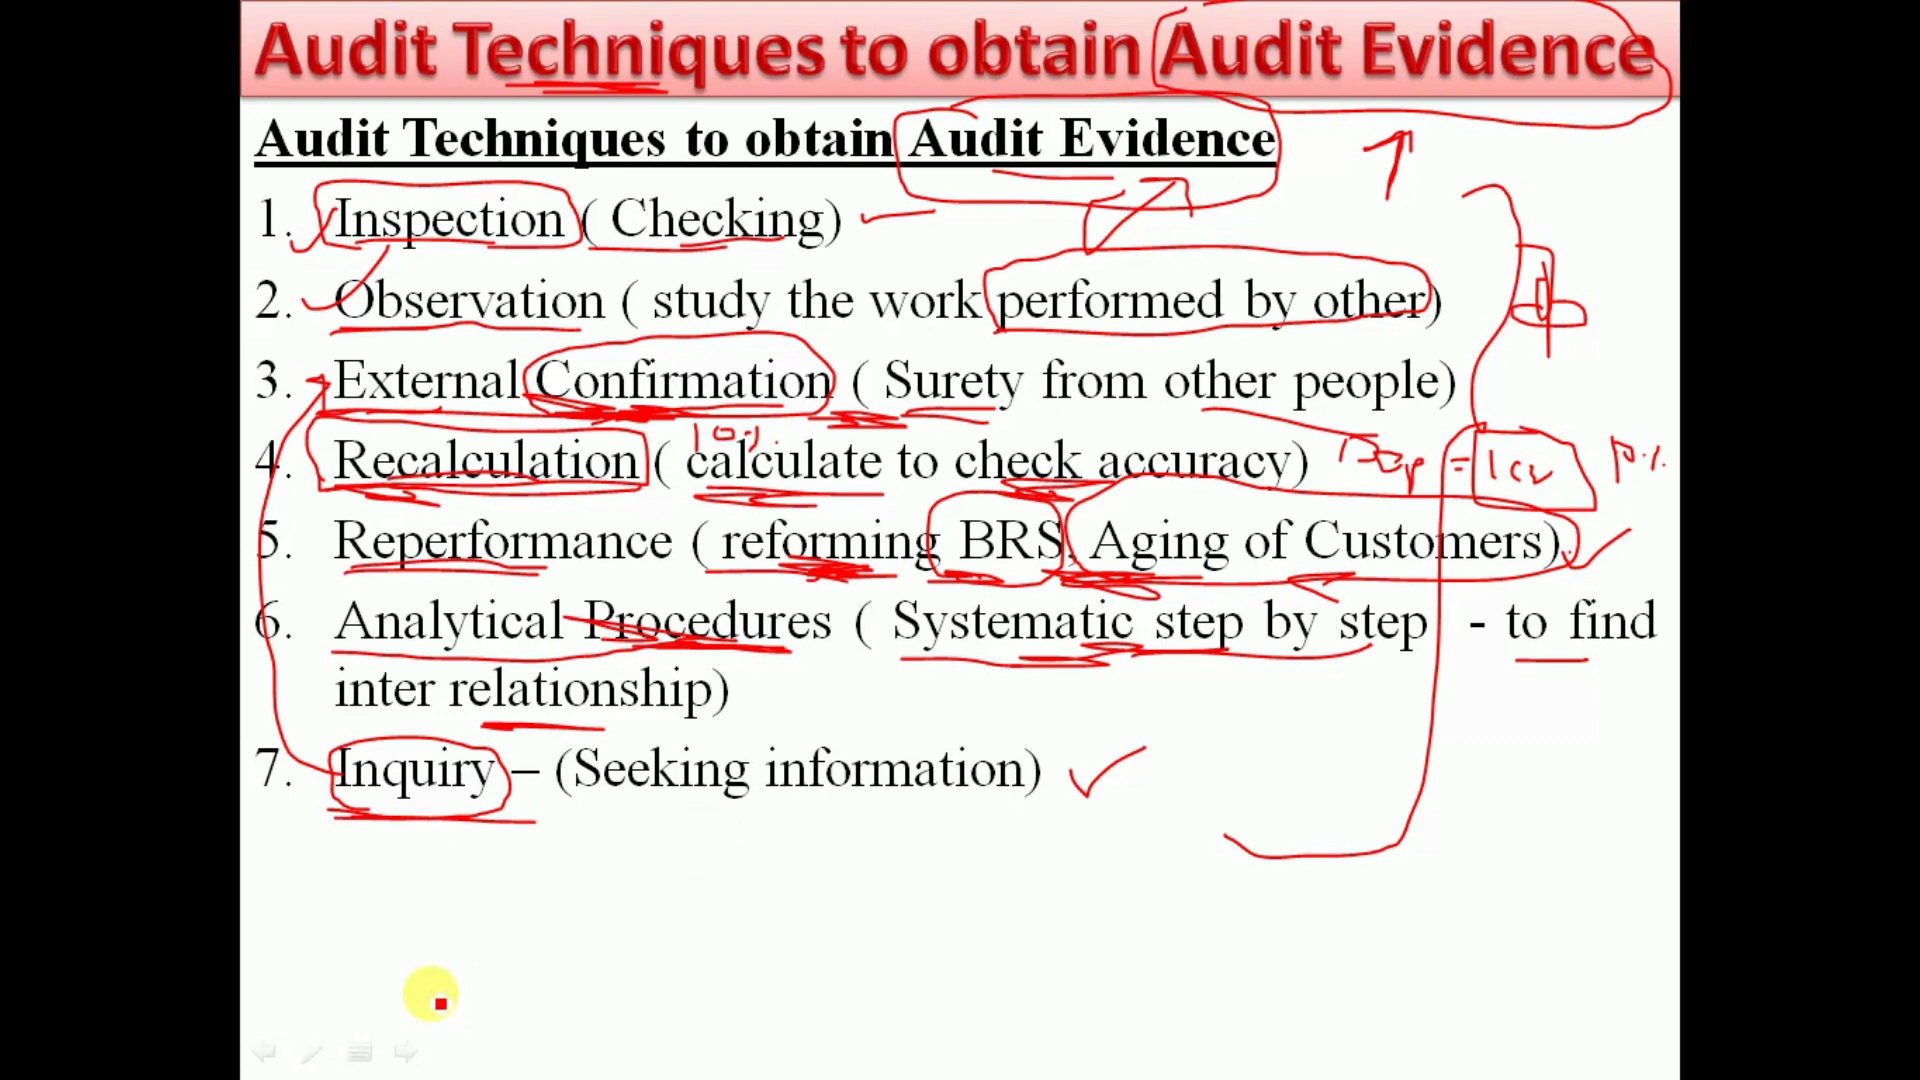 Audit Techniques to obtain Audit Evidence
Audit Techniques to obtain Audit Evidence
1. Inspection ( Checking)
2. Observation ( study the work performed by other)
3. External Confirmation ( Surety from other people)
10%
4. Recalculation ( calculate to check accuracy) = 10%
5. Reperformance ( reforming BRS, Aging of Customers).
6. Analytical Procedures ( Systematic step by step - to find
inter relationship)
7. Inquiry – (Seeking information)